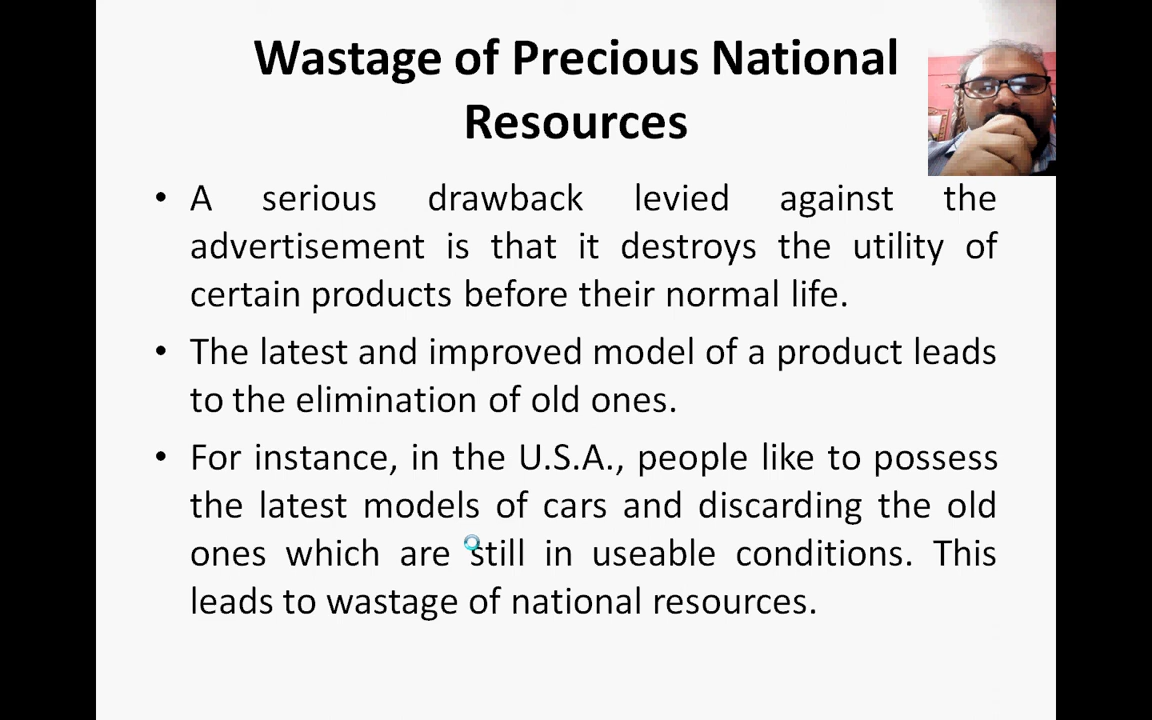 Wastage of Precious National
Resources
• A serious drawback levied against the
advertisement is that it destroys the utility of
certain products before their normal life.
• The latest and improved model of a product leads
to the elimination of old ones.
• For instance, in the U.S.A., people like to possess
the latest models of cars and discarding the old
ones which are still in useable conditions. This
leads to wastage of national resources.